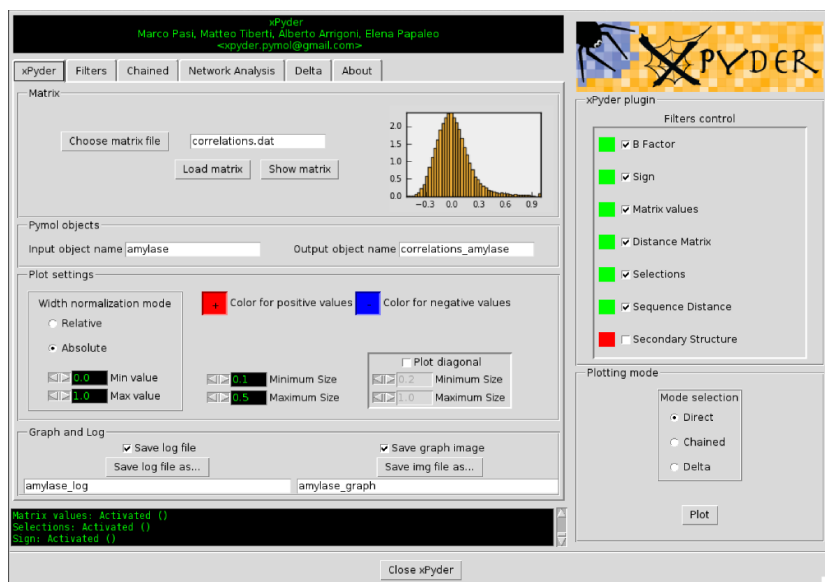 xPyder
Marco Pasi, Matteo Tiberti, Alberto Arrigoni, Elena Papaleo
<xpyder.pymol@gmail.com>
XPYDER
xPyder Filters Chained Network Analysis Delta About
Matrix
Choose matrix file correlations.dat
Load matrix Show matrix
2.0
1.5
1.0
0.5
0.0
−0.3 0.0 0.3 0.6 0.9
Pymol objects
Input object name amylase Output object name correlations_amylase
Plot settings
Width normalization mode
Relative
Absolute
0.0 Min value
1.0 Max value
+ Color for positive values - Color for negative values
0.1 Minimum Size
0.5 Maximum Size
Plot diagonal
0.2 Minimum Size
1.0 Maximum Size
Graph and Log
Save log file Save graph image
Save log file as... Save img file as...
amylase_log amylase_graph
Matrix values: Activated ()
Selections: Activated ()
Sign: Activated ()
xPyder plugin
Filters control
B Factor
Sign
Matrix values
Distance Matrix
Selections
Sequence Distance
Secondary Structure
Plotting mode
Mode selection
Direct
Chained
Delta
Plot
Close xPyder